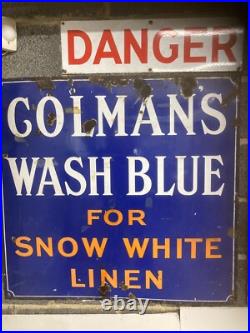 DANGER
COLMANS
WASH BLUE
FOR
SNOW WHITE
LINEN